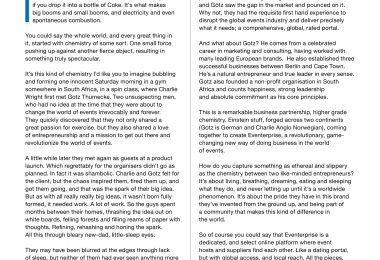 if you drop it into a bottle of Coke. It's what makes
big booms and small booms, and electricity and even
spontaneous combustion.
You could say the whole world, and every great thing in
it, started with chemistry of some sort. One small force
pushing up against another force object, resulting in
something truly spectacular.
It's this kind of chemistry I'd like you to imagine bubbling
and forming one innocent Saturday morning in a gym
somewhere in South Africa, in a spin class, where Charlie
Wright first met Gotz Thurnecke. Two unsuspecting men,
who had no idea at the time that they were about to
change the world of events irrevocably and forever.
They quickly discovered that they not only shared a
great passion for exercise, but they also shared a love
of entrepreneurship and a mission to get out there and
revolutionize the world of events.
A little while later they met again as guests at a product
launch. Which regrettably for the organisers didn't go as
planned. In fact it was shambolic. Charlie and Gotz felt for
the client, but the chaos inspired them, fired them up, and
got them going, and that was the spark of their big idea.
But as with all really really big ideas, it wasn't born fully
formed, it needed work. A lot of work. So the guys spent
months between their homes, thrashing the idea out on
white boards, felling forests and filling reams of paper with
thoughts. Refining, rehashing and honing the spark.
All this through bleary new-dad, little-sleep eyes.
They may have been blurred at the edges through lack
of sleep, but neither of them had ever seen anything more
and Götz saw the gap in the market and pounced on it.
Why not, they had the requisite first hand experience to
disrupt the global events industry and deliver precisely
what it needs; a comprehensive, global, rated portal.
And what about Gotz? He comes from a celebrated
career in marketing and consulting, having worked with
many leading European brands. He also established three
successful businesses between Berlin and Cape Town.
He's a natural entrepreneur and true leader in every sense.
Gotz also founded a non-profit organisation in South
Africa and counts happiness, strong leadership
and absolute commitment as his core principles.
This is a remarkable business partnership, higher grade
chemistry. Einstein stuff, forged across two continents
(Gotz is German and Charlie Anglo Norwegian), coming
together to create Eventerprise, a revolutionary, game-
changing new way of doing business in the world
of events.
How do you capture something as ethereal and slippery
as the chemistry between two like-minded entrepreneurs?
It's about living, breathing, dreaming, eating and sleeping
what they do, and never letting up until it's a worldwide
phenomenon. It's about the pride they have in this brand
they've invented from the ground up, and being part of
a community that makes this kind of difference in
the world.
So of course you could say that Eventerprise is a
dedicated, and select online platform where event
hosts and suppliers find each other. Like a dating portal,
but with global access, and local reach. All the pieces,